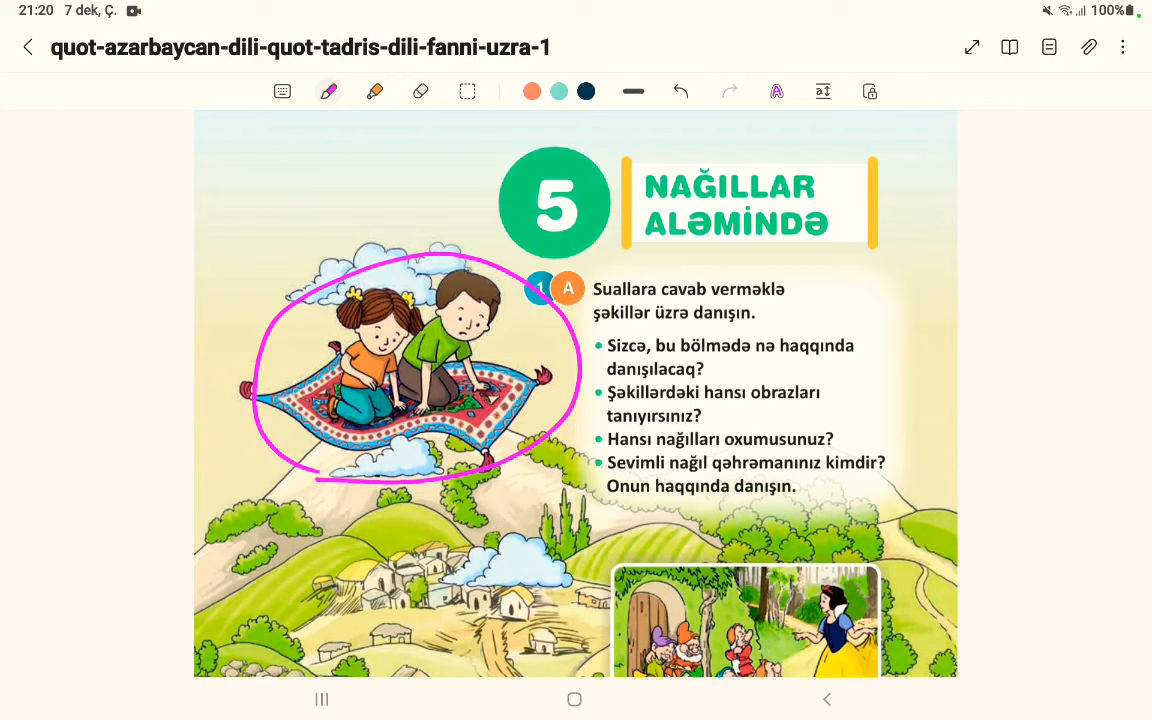 21:20 7 dek, Ç. 100%
quot-azarbaycan-dili-quot-tadris-dili-fanni-uzra-1
5
NAĞILLAR
ALƏMİNDƏ
1 A
Suallara cavab verməklə
şəkillər üzrə danışın.
• Sizcə, bu bölmədə nə haqqında
danışılacaq?
• Şəkillərdəki hansı obrazları
tanıyırsınız?
• Hansı nağılları oxumusunuz?
• Sevimli nağıl qəhrəmanınız kimdir?
Onun haqqında danışın.